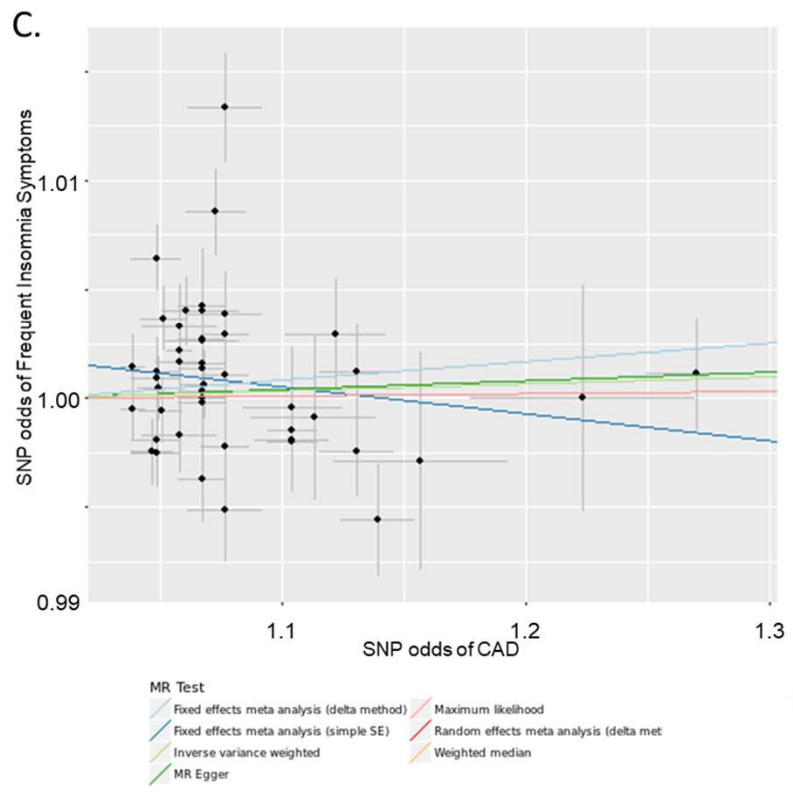 C.
SNP odds of Frequent Insomnia Symptoms
1.01
1.00
0.99
1.1
1.2
1.3
SNP odds of CAD
MR Test
Fixed effects meta analysis (delta method)
Maximum likelihood
Fixed effects meta analysis (simple SE)
Random effects meta analysis (delta met
Inverse variance weighted
Weighted median
MR Egger